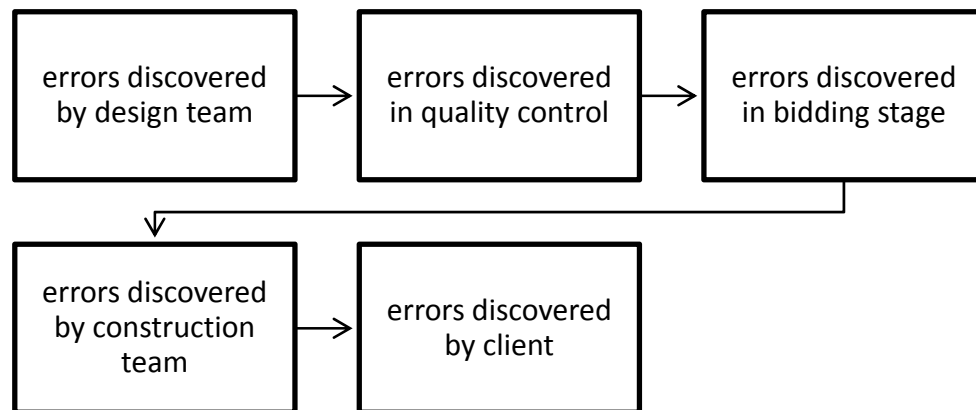 errors discovered
by design team
errors discovered
in quality control
errors discovered
in bidding stage
errors discovered
by construction
team
errors discovered
by client